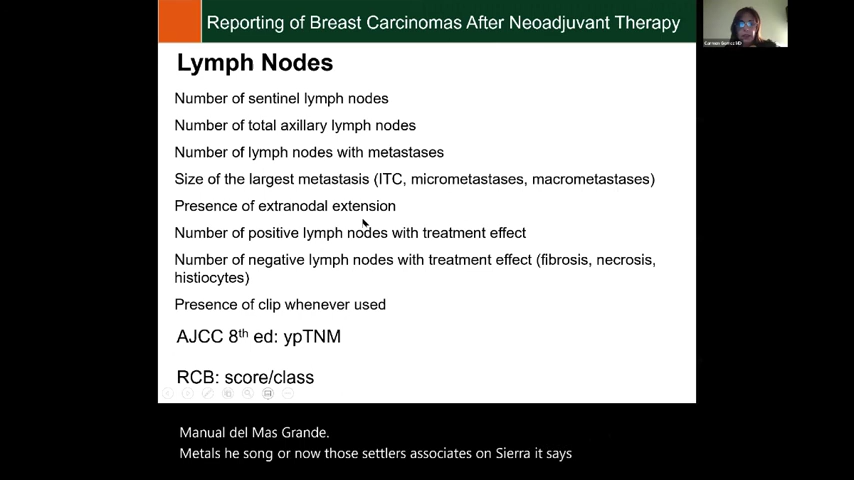 Reporting of Breast Carcinomas After Neoadjuvant Therapy
Lymph Nodes
Number of sentinel lymph nodes
Number of total axillary lymph nodes
Number of lymph nodes with metastases
Size of the largest metastasis (ITC, micrometastases, macrometastases)
Presence of extranodal extension
Number of positive lymph nodes with treatment effect
Number of negative lymph nodes with treatment effect (fibrosis, necrosis,
histiocytes)
Presence of clip whenever used
AJCC 8th ed: ypTNM
RCB: score/class
Manual del Mas Grande.
Metals he song or now those settlers associates on Sierra it says